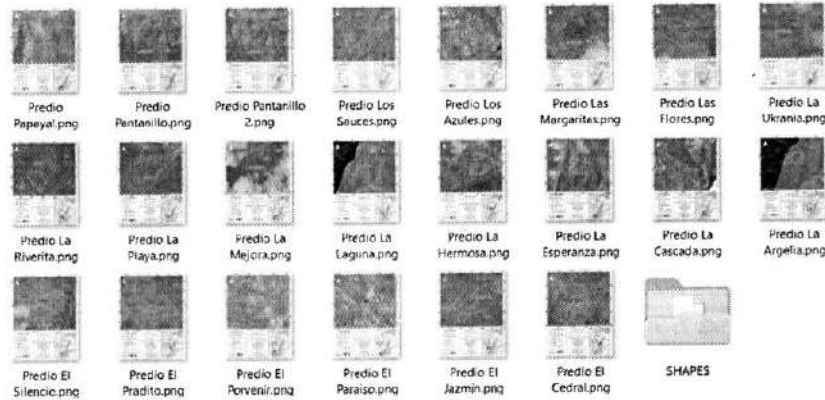 Predio Papayal.png
Predio Pantanillo.png
Predio Pantanillo 2.png
Predio Los Sauces.png
Predio Los Azules.png
Predio Las Margaritas.png
Predio Las Flores.png
Predio La Ukrania.png
Predio La Riverita.png
Predio La Playa.png
Predio La Mejora.png
Predio La Laguna.png
Predio La Hermosa.png
Predio La Esperanza.png
Predio La Cascada.png
Predio La Argelia.png
Predio El Silencio.png
Predio El Pradito.png
Predio El Porvenir.png
Predio El Paraiso.png
Predio El Jazmin.png
Predio El Cedral.png
SHAPES